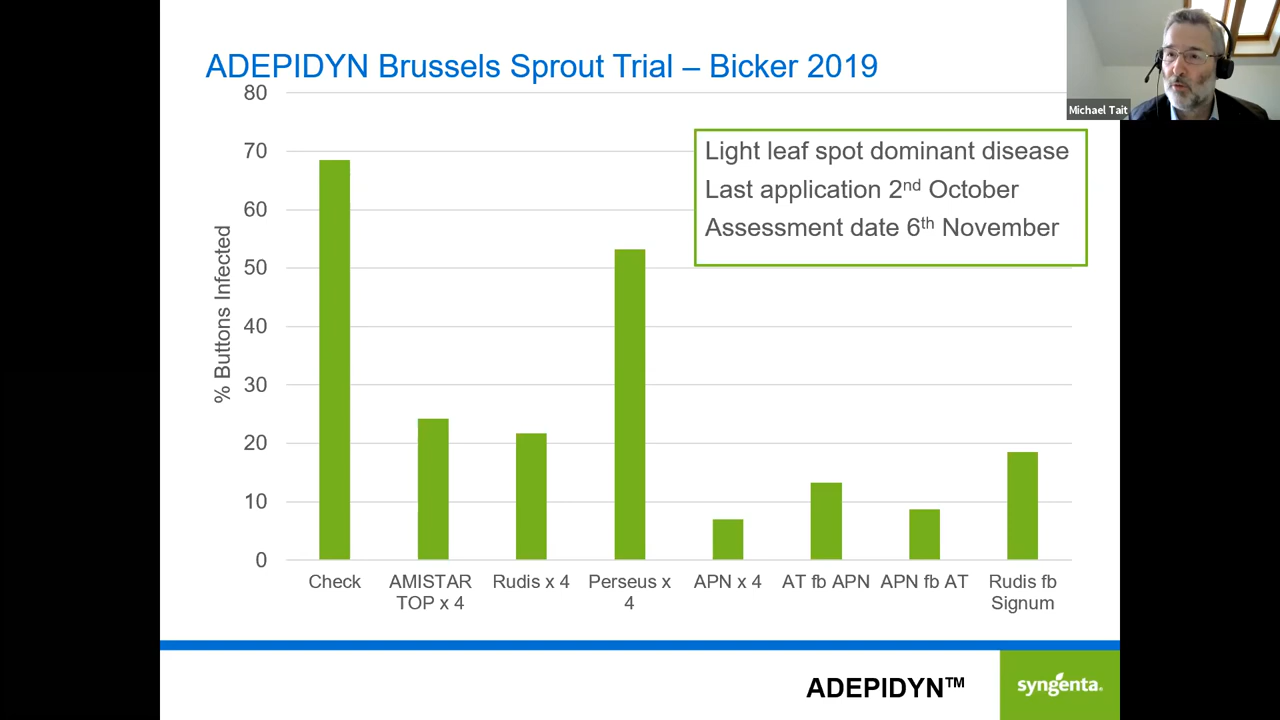 ADEPIDYN Brussels Sprout Trial – Bicker 2019
Michael Tait
80
70
60
50
40
30
20
10
0
% Buttons Infected
Light leaf spot dominant disease
Last application 2nd October
Assessment date 6th November
Check
AMISTAR
TOP x 4
Rudis x 4
Perseus x
4
APN x 4
AT fb APN
APN fb AT
Rudis fb
Signum
ADEPIDYN™
syngenta.